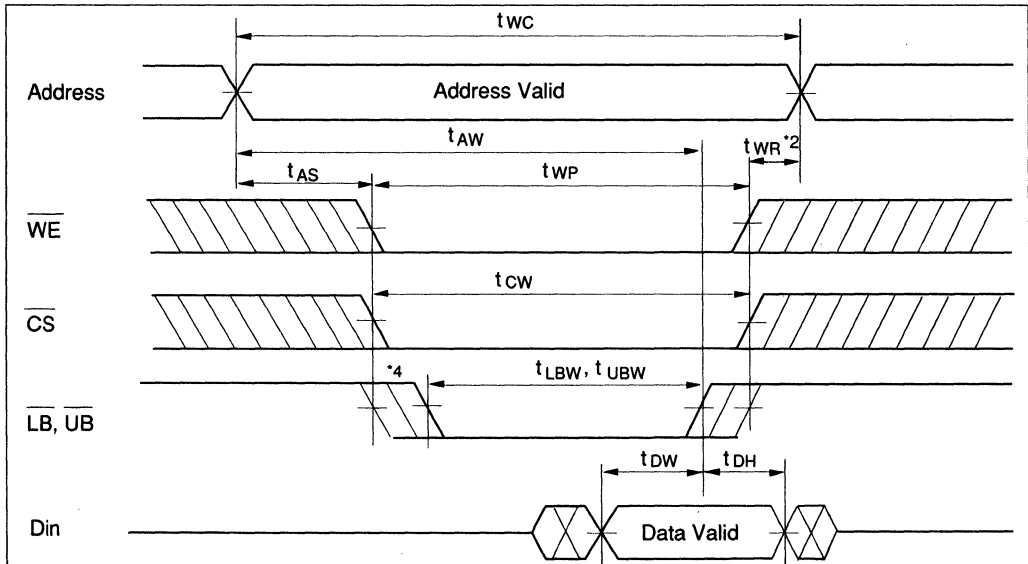 tWC
Address
Address Valid
tAW
tWR *2
tAS
tWP
WE
tCW
CS
*4
tLBW, tUBW
LB, UB
tDW
tDH
Din
Data Valid